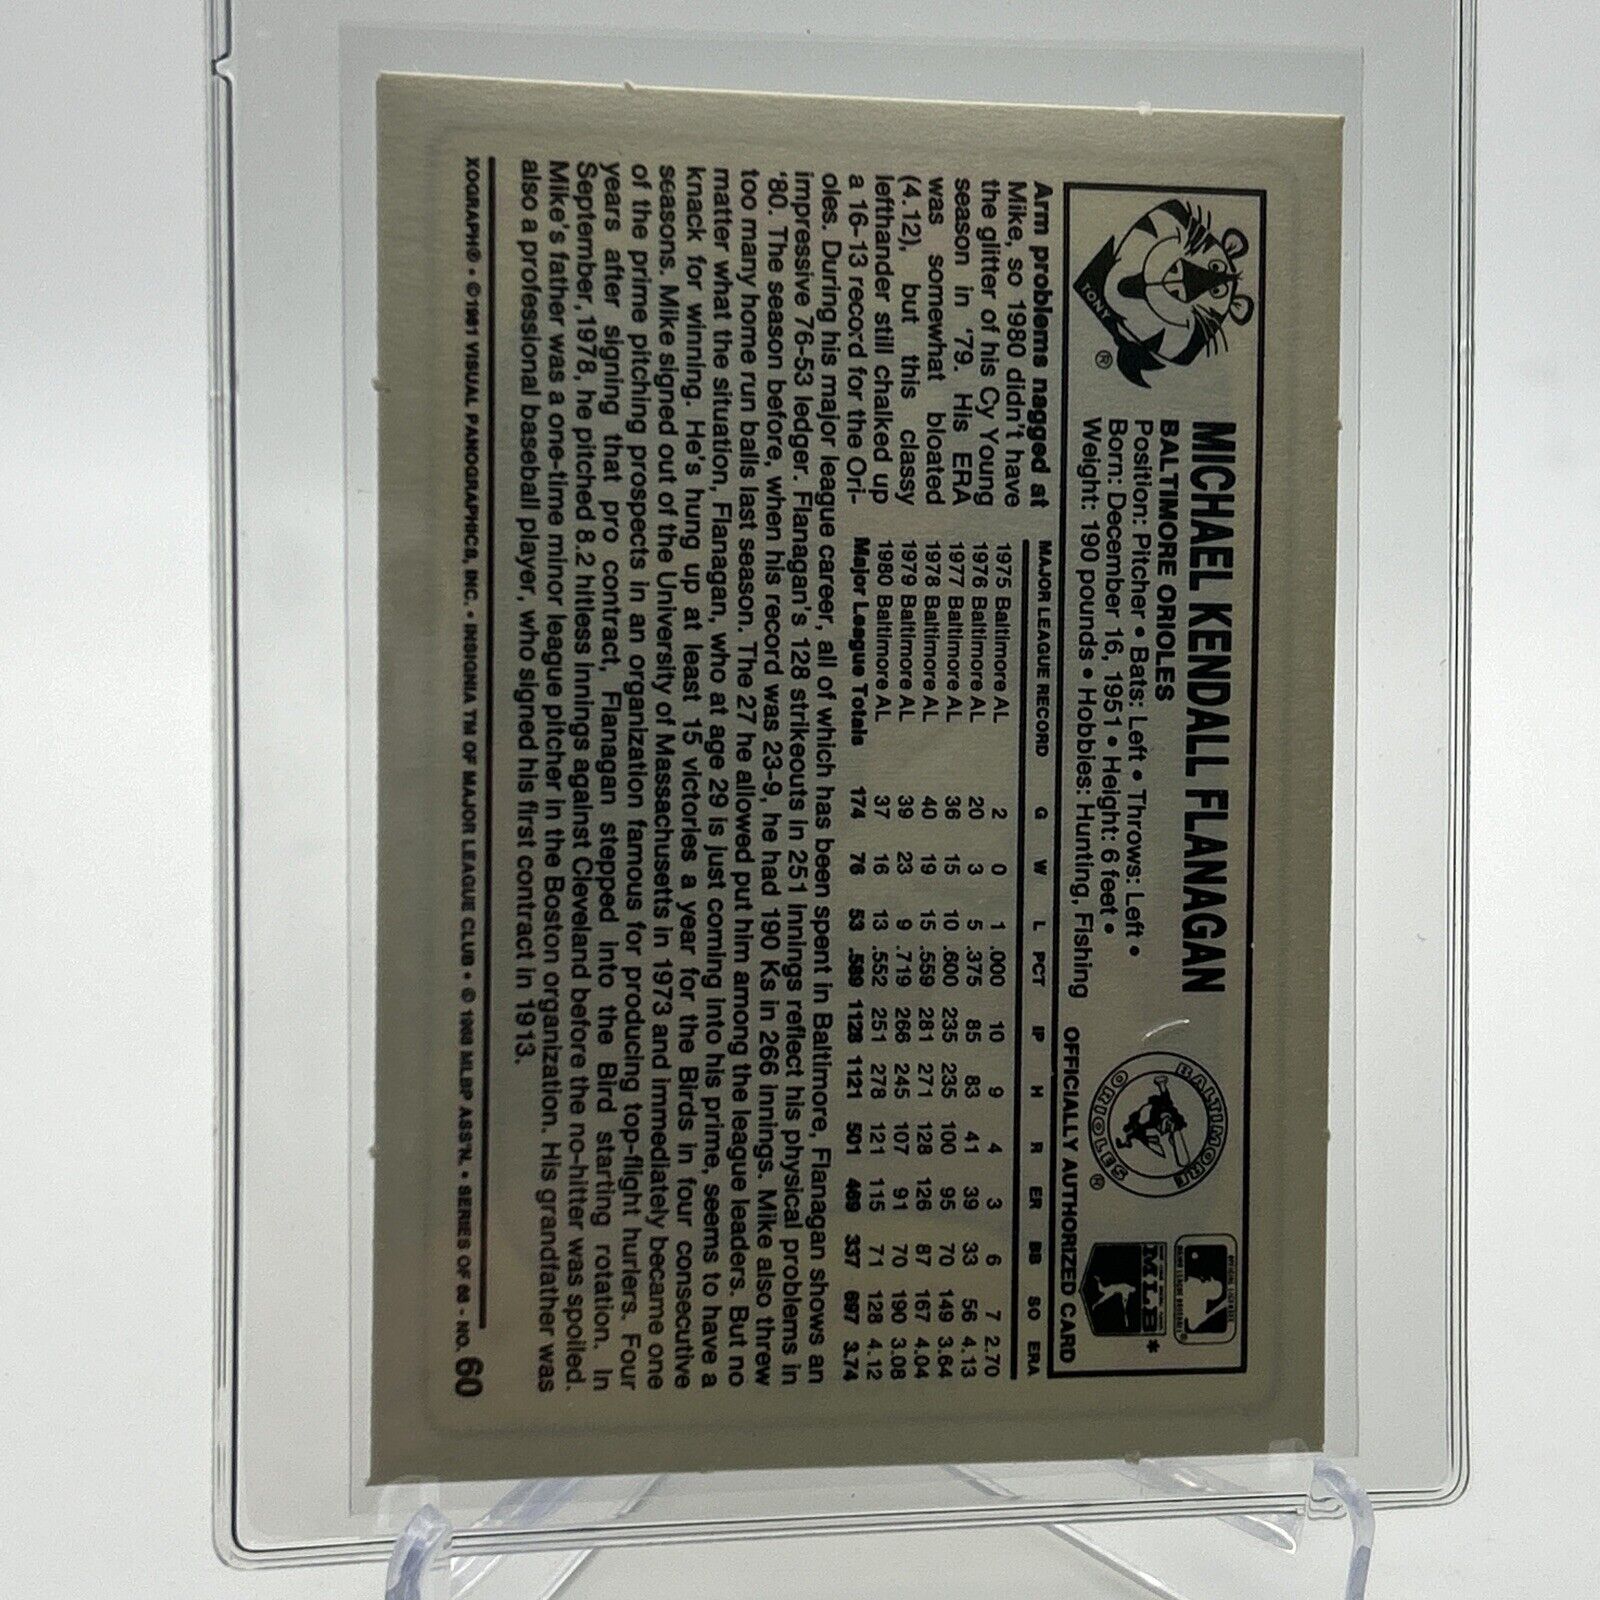 TONY
®
MICHAEL KENDALL FLANAGAN
BALTIMORE ORIOLES
Position: Pitcher • Bats: Left • Throws: Left •
Born: December 16, 1951 • Height: 6 feet •
Weight: 190 pounds • Hobbies: Hunting, Fishing
BALTIMORE
ORIOLES
®
MLB*
OFFICIALLY AUTHORIZED CARD
Arm problems nagged at
Mike, so 1980 didn't have
the glitter of his Cy Young
season in '79. His ERA
was somewhat bloated
(4.12), but this classy
lefthander still chalked up
a 16-13 record for the Ori-
MAJOR LEAGUE RECORD G W L PCT IP H R ER BB SO ERA
1975 Baltimore AL 2 0 1 .000 10 9 4 3 6 7 2.70
1976 Baltimore AL 20 3 5 .375 85 83 41 39 33 56 4.13
1977 Baltimore AL 36 15 10 .600 235 235 100 95 70 149 3.64
1978 Baltimore AL 40 19 15 .559 281 271 128 126 87 167 4.04
1979 Baltimore AL 39 23 9 .719 266 245 107 91 70 190 3.08
1980 Baltimore AL 37 16 13 .552 251 278 121 115 71 128 4.12
Major League Totals 174 76 53 .589 1128 1121 501 469 337 697 3.74
oles. During his major league career, all of which has been spent in Baltimore, Flanagan shows an
impressive 76-53 ledger. Flanagan's 128 strikeouts in 251 innings reflect his physical problems in
'80. The season before, when his record was 23-9, he had 190 Ks in 266 innings. Mike also threw
too many home run balls last season. The 27 he allowed put him among the league leaders. But no
matter what the situation, Flanagan, who at age 29 is just coming into his prime, seems to have a
knack for winning. He's hung up at least 15 victories a year for the Birds in four consecutive
seasons. Mike signed out of the University of Massachusetts in 1973 and immediately became one
of the prime pitching prospects in an organization famous for producing top-flight hurlers. Four
years after signing that pro contract, Flanagan stepped into the Bird starting rotation. In
September, 1978, he pitched 8.2 hitless innings against Cleveland before the no-hitter was spoiled.
Mike's father was a one-time minor league pitcher in the Boston organization. His grandfather was
also a professional baseball player, who signed his first contract in 1913.
XOGRAPH® • ©1981 VISUAL PANOGRAPHICS, INC. • INSIGNIA TM OF MAJOR LEAGUE CLUB • © 1968 MLBP ASS'N. • SERIES OF 66 • NO. 60